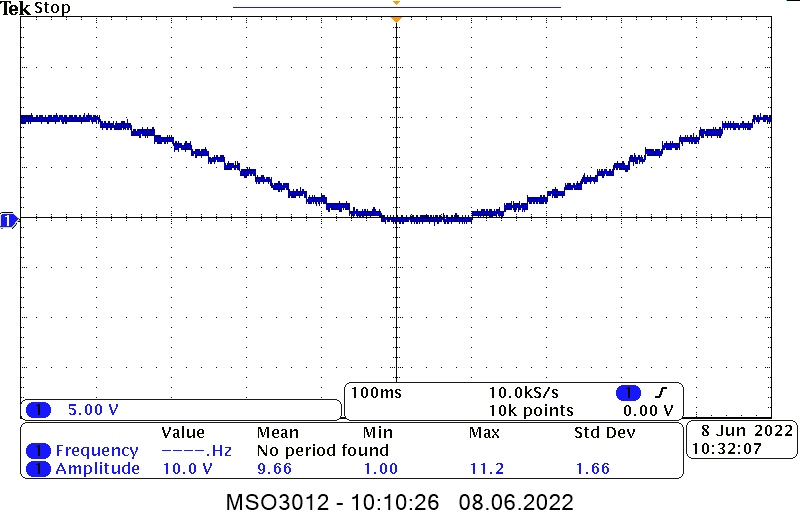 Tek Stop
1
1 5.00 V
100ms 10.0kS/s 1
10k points 0.00 V
Value Mean Min Max Std Dev
1 Frequency ----.Hz No period found
1 Amplitude 10.0 V 9.66 1.00 11.2 1.66
8 Jun 2022
10:32:07
MSO3012 - 10:10:26 08.06.2022